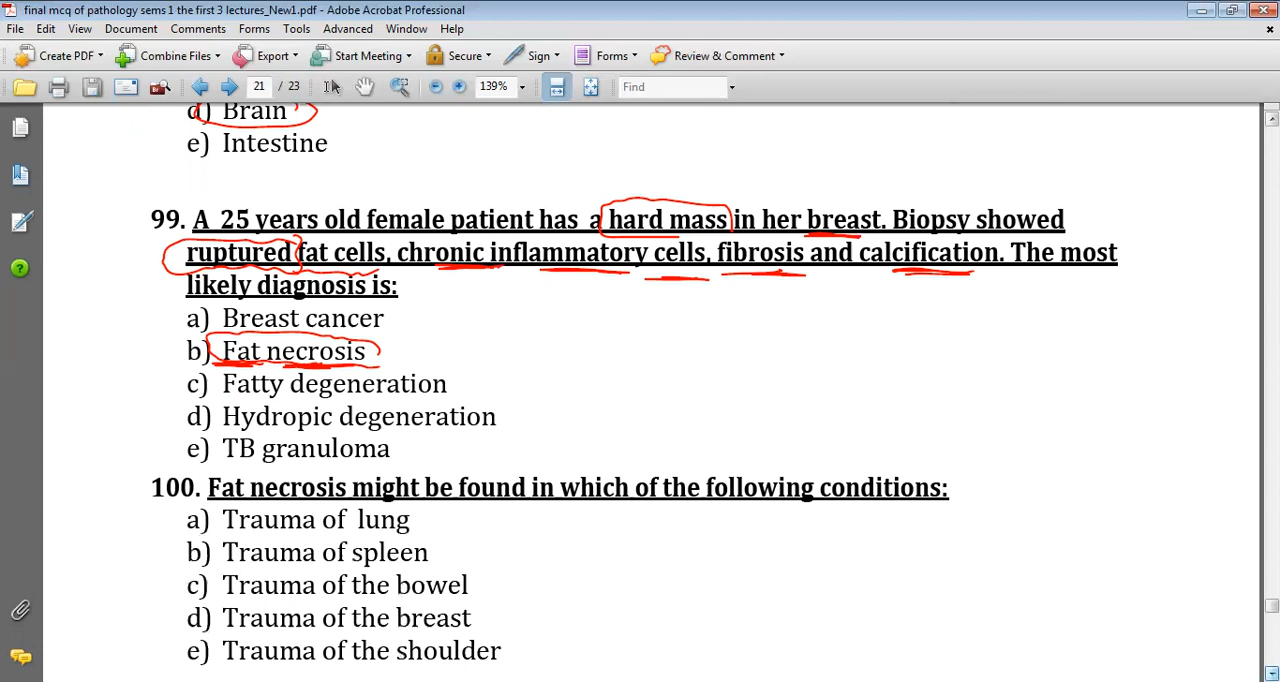 final mcq of pathology sems 1 the first 3 lectures_New1.pdf - Adobe Acrobat Professional
File Edit View Document Comments Forms Tools Advanced Window Help
Create PDF Combine Files Export Start Meeting Secure Sign Forms Review & Comment
21 / 23 139% Find
d) Brain
e) Intestine
99. A 25 years old female patient has a hard mass in her breast. Biopsy showed
ruptured fat cells, chronic inflammatory cells, fibrosis and calcification. The most
likely diagnosis is:
a) Breast cancer
b) Fat necrosis
c) Fatty degeneration
d) Hydropic degeneration
e) TB granuloma
100. Fat necrosis might be found in which of the following conditions:
a) Trauma of lung
b) Trauma of spleen
c) Trauma of the bowel
d) Trauma of the breast
e) Trauma of the shoulder